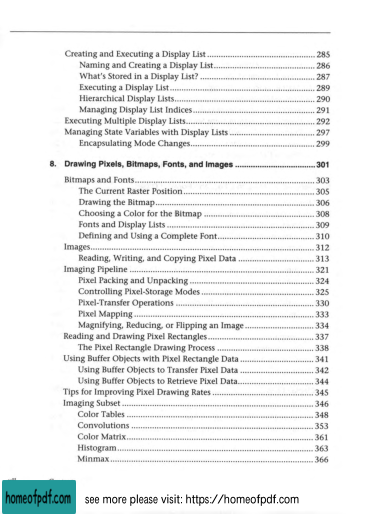 Creating and Executing a Display List ... 285
Naming and Creating a Display List ... 286
What's Stored in a Display List? ... 287
Executing a Display List ... 289
Hierarchical Display Lists ... 290
Managing Display List Indices ... 291
Executing Multiple Display Lists ... 292
Managing State Variables with Display Lists ... 297
Encapsulating Mode Changes ... 299
8. Drawing Pixels, Bitmaps, Fonts, and Images ... 301
Bitmaps and Fonts ... 303
The Current Raster Position ... 305
Drawing the Bitmap ... 306
Choosing a Color for the Bitmap ... 308
Fonts and Display Lists ... 309
Defining and Using a Complete Font ... 310
Images ... 312
Reading, Writing, and Copying Pixel Data ... 313
Imaging Pipeline ... 321
Pixel Packing and Unpacking ... 324
Controlling Pixel-Storage Modes ... 325
Pixel-Transfer Operations ... 330
Pixel Mapping ... 333
Magnifying, Reducing, or Flipping an Image ... 334
Reading and Drawing Pixel Rectangles ... 337
The Pixel Rectangle Drawing Process ... 338
Using Buffer Objects with Pixel Rectangle Data ... 341
Using Buffer Objects to Transfer Pixel Data ... 342
Using Buffer Objects to Retrieve Pixel Data ... 344
Tips for Improving Pixel Drawing Rates ... 345
Imaging Subset ... 346
Color Tables ... 348
Convolutions ... 353
Color Matrix ... 361
Histogram ... 363
Minmax ... 366
homeofpdf.com see more please visit: https://homeofpdf.com